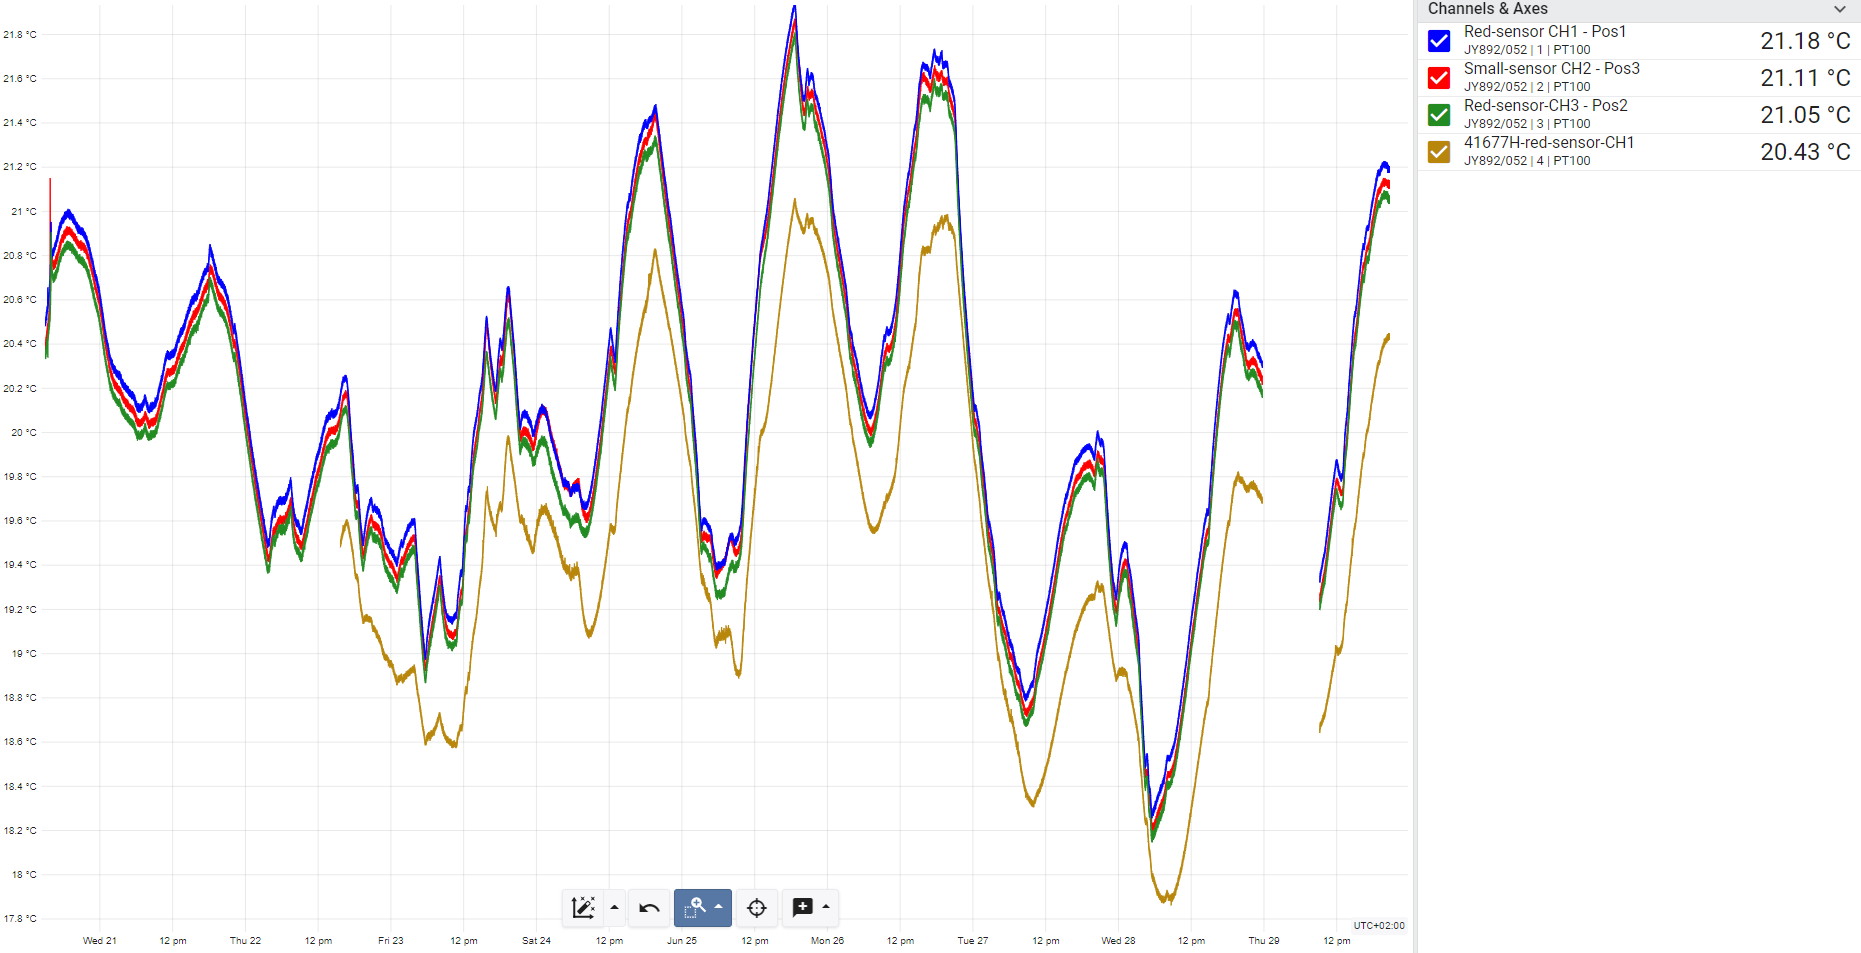 21.8 °C
21.6 °C
21.4 °C
21.2 °C
21 °C
20.8 °C
20.6 °C
20.4 °C
20.2 °C
20 °C
19.8 °C
19.6 °C
19.4 °C
19.2 °C
19 °C
18.8 °C
18.6 °C
18.4 °C
18.2 °C
18 °C
17.8 °C
UTC+02:00
Wed 21 12 pm Thu 22 12 pm Fri 23 12 pm Sat 24 12 pm Jun 25 12 pm Mon 26 12 pm Tue 27 12 pm Wed 28 12 pm Thu 29 12 pm
Channels & Axes
Red-sensor CH1 - Pos1
JY892/052 | 1 | PT100
21.18 °C
Small-sensor CH2 - Pos3
JY892/052 | 2 | PT100
21.11 °C
Red-sensor-CH3 - Pos2
JY892/052 | 3 | PT100
21.05 °C
41677H-red-sensor-CH1
JY892/052 | 4 | PT100
20.43 °C